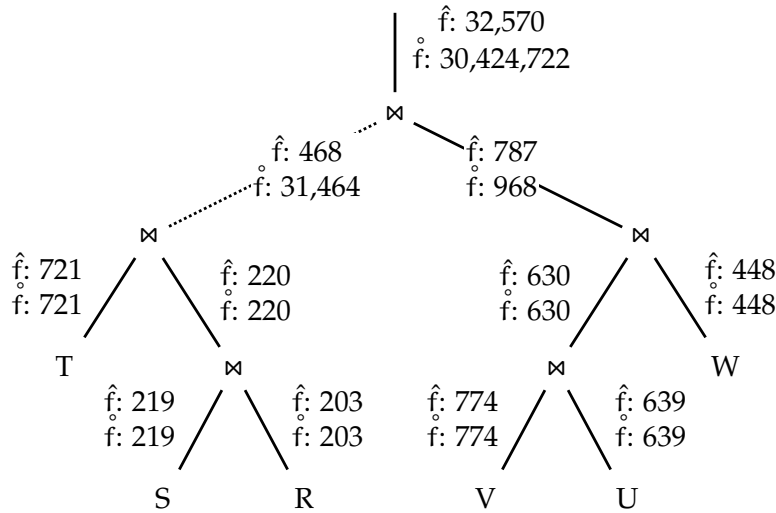 f̂: 32,570
f̊: 30,424,722
⋈
f̂: 468
f̊: 31,464
f̂: 787
f̊: 968
⋈
⋈
f̂: 721
f̊: 721
f̂: 220
f̊: 220
f̂: 630
f̊: 630
f̂: 448
f̊: 448
T
⋈
⋈
W
f̂: 219
f̊: 219
f̂: 203
f̊: 203
f̂: 774
f̊: 774
f̂: 639
f̊: 639
S
R
V
U